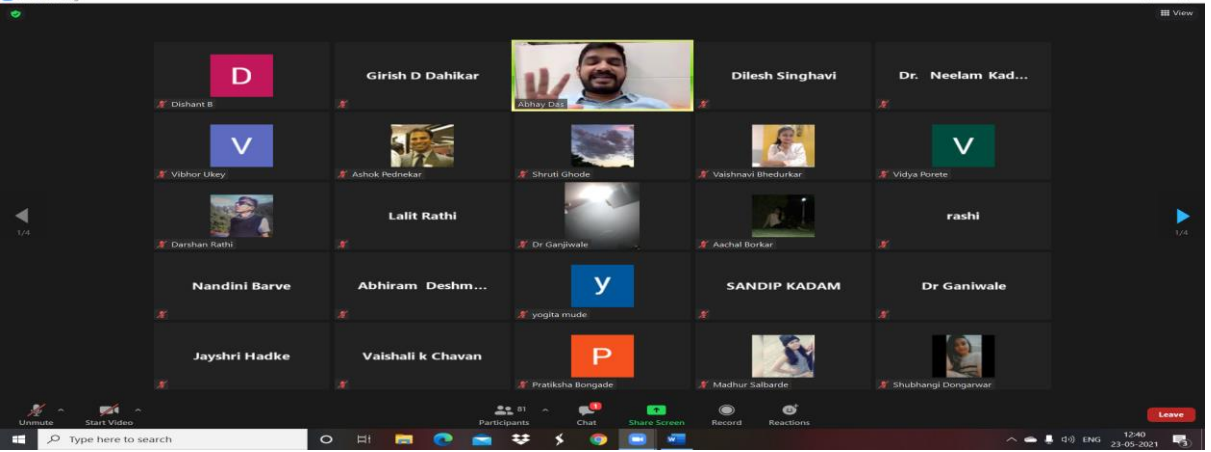 View
D
Dishant B
Girish D Dahikar
Abhay Das
Dilesh Singhavi
Dr. Neelam Kad...
V
Vibhor Ukey
Ashok Pednekar
Shruti Ghode
Vaishnavi Bhedurkar
V
Vidya Porete
1/4
Darshan Rathi
Lalit Rathi
Dr Ganjiwale
Aachal Borkar
rashi
1/4
Nandini Barve
Abhiram Deshm...
y
yogita mude
SANDIP KADAM
Dr Ganiwale
Jayshri Hadke
Vaishali k Chavan
P
Pratiksha Bongade
Madhur Salbarde
Shubhangi Dongarwar
Unmute
Start Video
81
Participants
1
Chat
Share Screen
Record
Reactions
Leave
Type here to search
ENG
12:40
23-05-2021
3